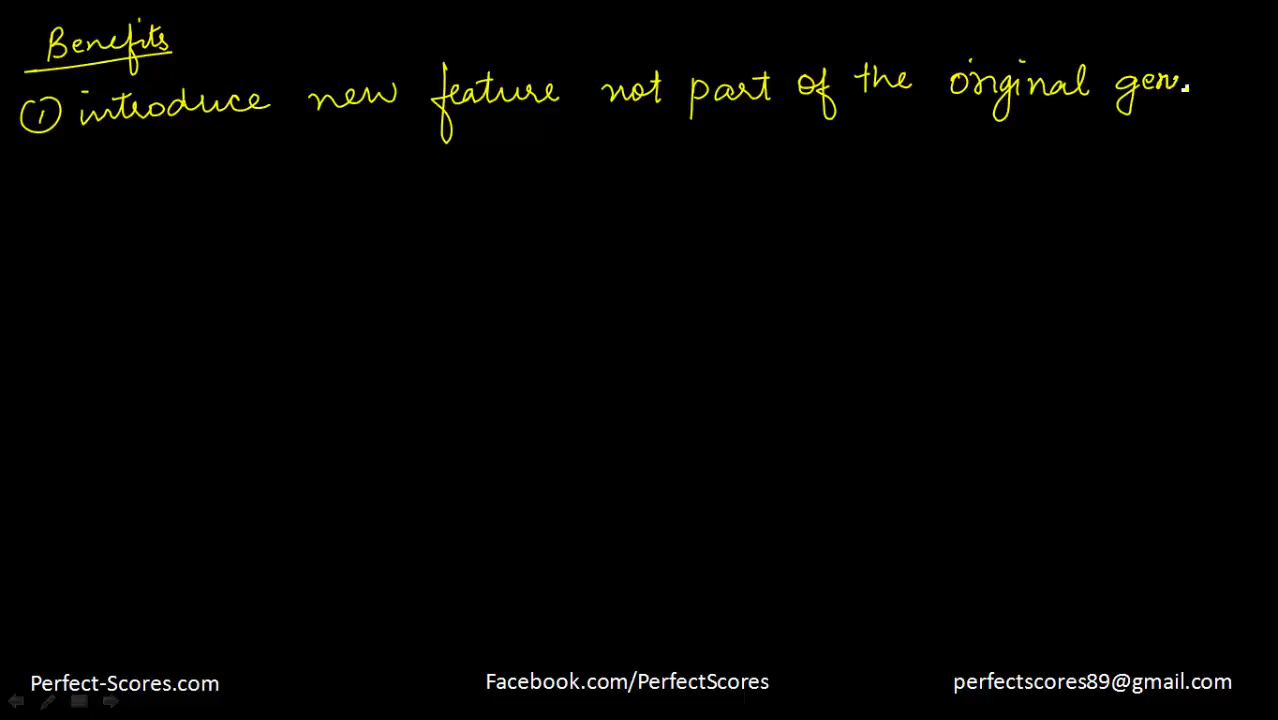 Benefits
① introduce new feature not part of the original gen.
Perfect-Scores.com Facebook.com/PerfectScores perfectscores89@gmail.com